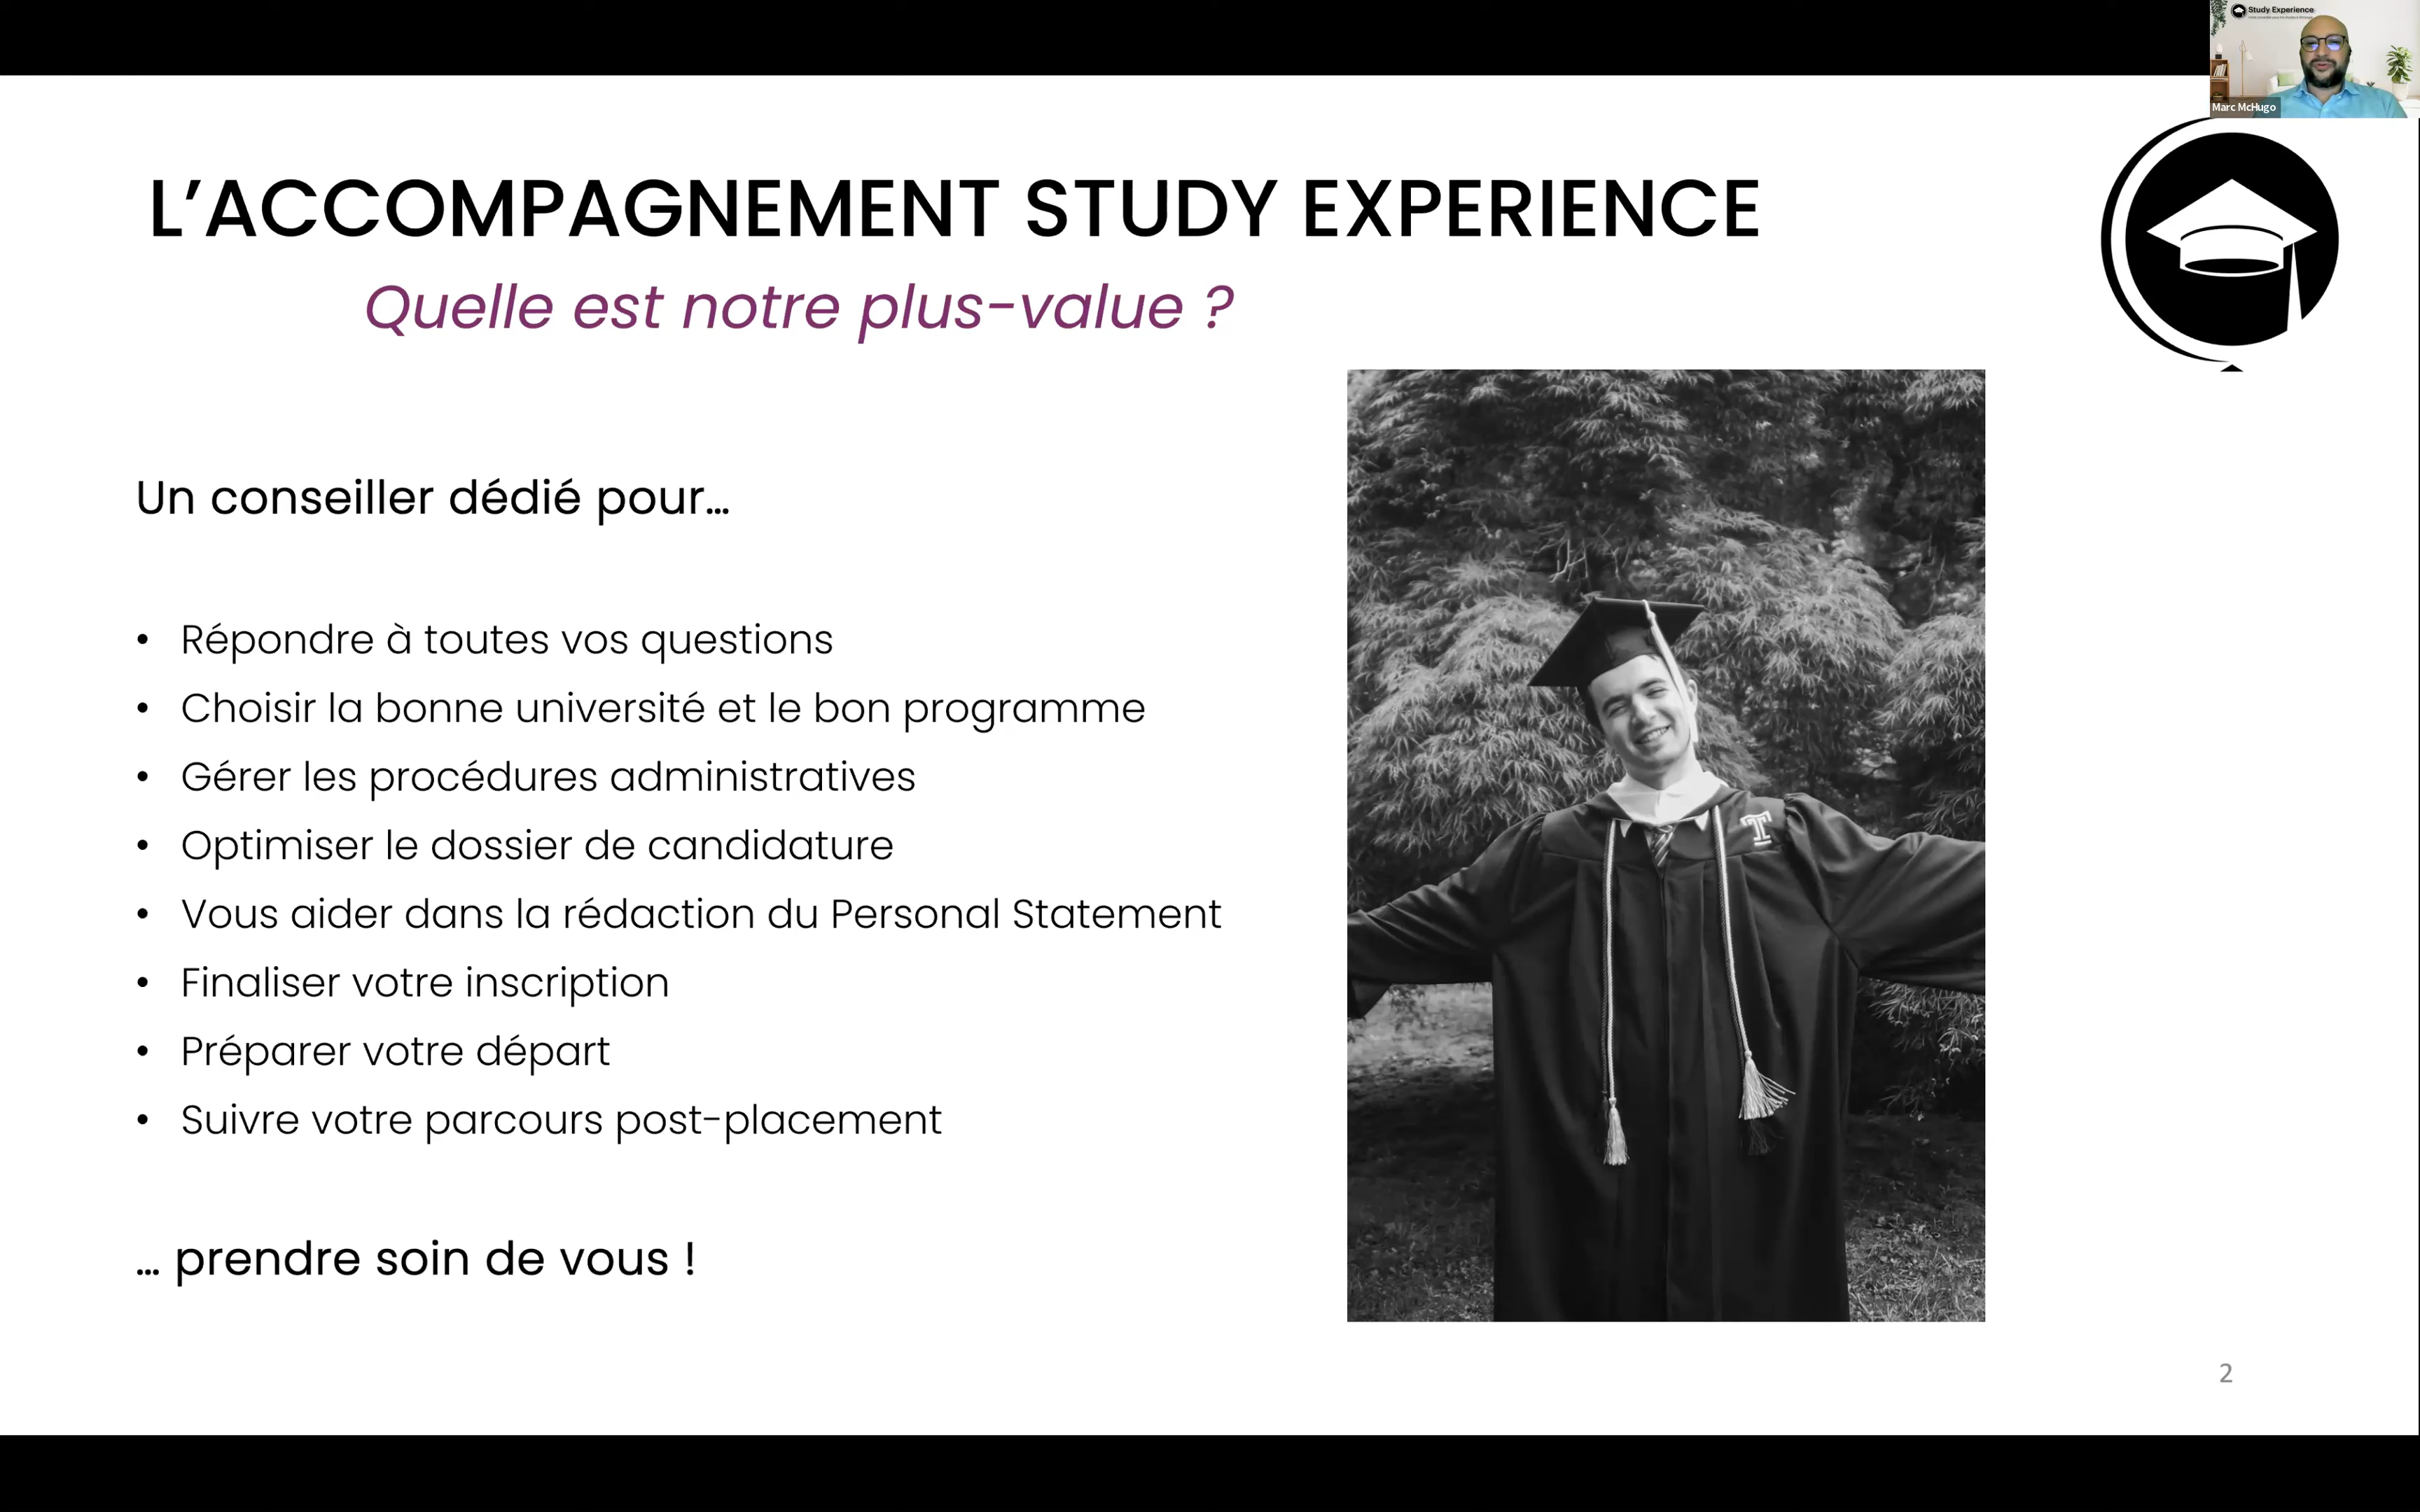 Study Experience
Marc McHugo
L’ACCOMPAGNEMENT STUDY EXPERIENCE
Quelle est notre plus-value ?
Un conseiller dédié pour…
• Répondre à toutes vos questions
• Choisir la bonne université et le bon programme
• Gérer les procédures administratives
• Optimiser le dossier de candidature
• Vous aider dans la rédaction du Personal Statement
• Finaliser votre inscription
• Préparer votre départ
• Suivre votre parcours post-placement
… prendre soin de vous !
T
2